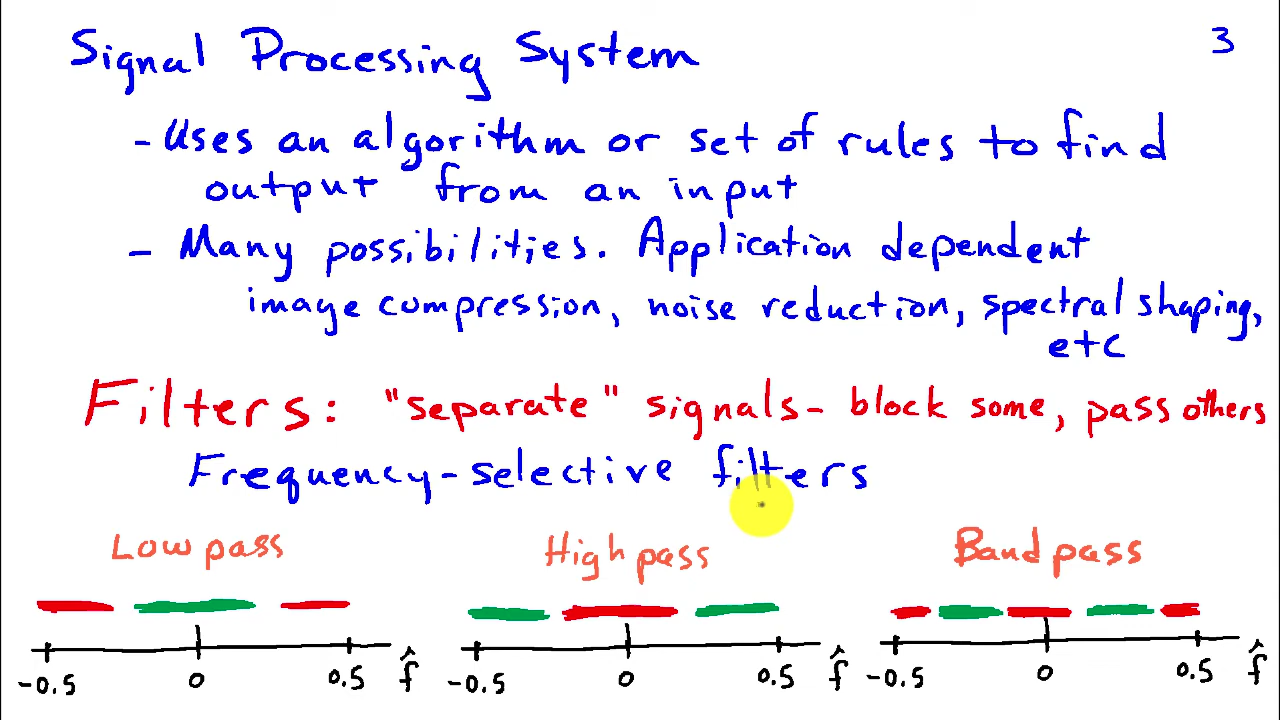 Signal Processing System
3
- Uses an algorithm or set of rules to find
output from an input
- Many possibilities. Application dependent
image compression, noise reduction, spectral shaping,
etc
Filters: "separate" signals - block some, pass others
Frequency-selective filters
Low pass
High pass
Band pass
-0.5 0 0.5 f̂
-0.5 0 0.5 f̂
-0.5 0 0.5 f̂